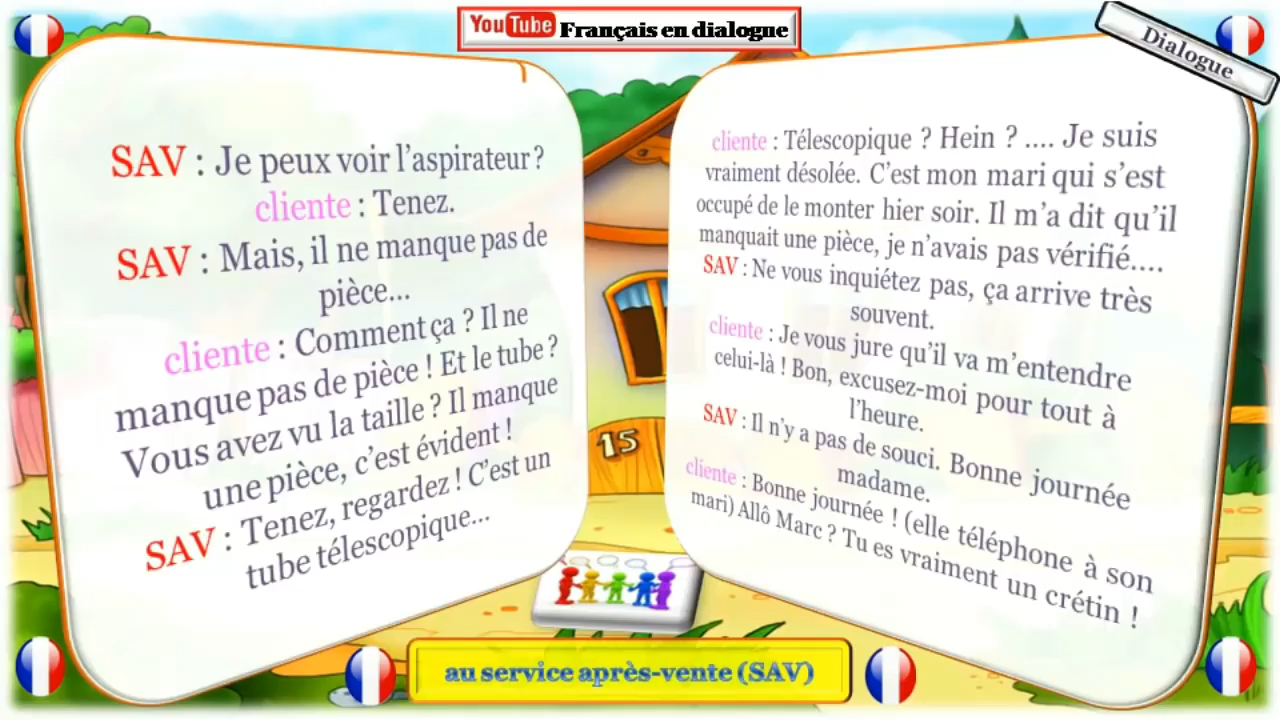 YouTube Français en dialogue
Dialogue
SAV : Je peux voir l’aspirateur ?
cliente : Tenez.
SAV : Mais, il ne manque pas de
pièce...
cliente : Comment ça ? Il ne
manque pas de pièce ! Et le tube ?
Vous avez vu la taille ? Il manque
une pièce, c’est évident !
SAV : Tenez, regardez ! C’est un
tube télescopique...
cliente : Télescopique ? Hein ? .... Je suis
vraiment désolée. C’est mon mari qui s’est
occupé de le monter hier soir. Il m’a dit qu’il
manquait une pièce, je n’avais pas vérifié....
SAV : Ne vous inquiétez pas, ça arrive très
souvent.
cliente : Je vous jure qu’il va m’entendre
celui-là ! Bon, excusez-moi pour tout à
l’heure.
SAV : Il n’y a pas de souci. Bonne journée
madame.
cliente : Bonne journée ! (elle téléphone à son
mari) Allô Marc ? Tu es vraiment un crétin !
15
au service après-vente (SAV)